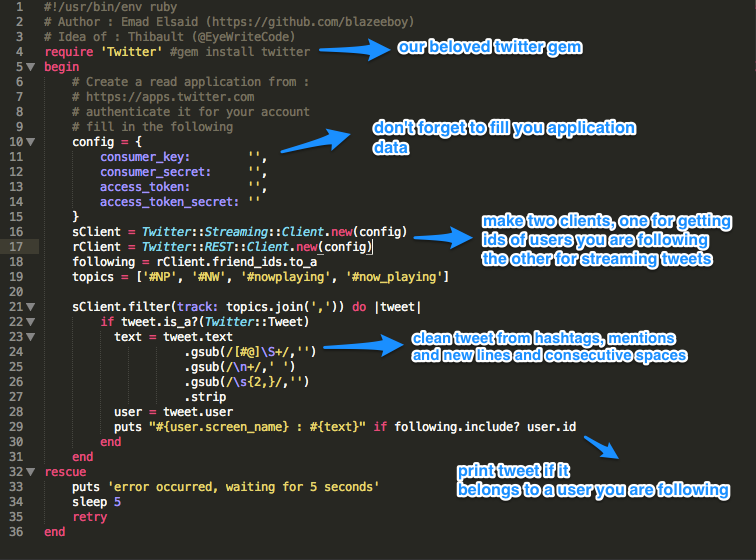 1 #!/usr/bin/env ruby
2 # Author : Emad Elsaid (https://github.com/blazeeboy)
3 # Idea of : Thibault (@EyeWriteCode)
4 require 'Twitter' #gem install twitter
our beloved twitter gem
5 begin
6 # Create a read application from :
7 # https://apps.twitter.com
8 # authenticate it for your account
9 # fill in the following
10 config = {
11 consumer_key: '',
12 consumer_secret: '',
13 access_token: '',
14 access_token_secret: ''
15 }
don't forget to fill you application
data
16 sClient = Twitter::Streaming::Client.new(config)
17 rClient = Twitter::REST::Client.new(config)
18 following = rClient.friend_ids.to_a
19 topics = ['#NP', '#NW', '#nowplaying', '#now_playing']
make two clients, one for getting
ids of users you are following
the other for streaming tweets
20
21 sClient.filter(track: topics.join(',')) do |tweet|
22 if tweet.is_a?(Twitter::Tweet)
23 text = tweet.text
24 .gsub(/[#@]\S+/,'')
25 .gsub(/\n+/,' ')
26 .gsub(/\s{2,}/,'')
27 .strip
clean tweet from hashtags, mentions
and new lines and consecutive spaces
28 user = tweet.user
29 puts "#{user.screen_name} : #{text}" if following.include? user.id
30 end
31 end
print tweet if it
belongs to a user you are following
32 rescue
33 puts 'error occurred, waiting for 5 seconds'
34 sleep 5
35 retry
36 end